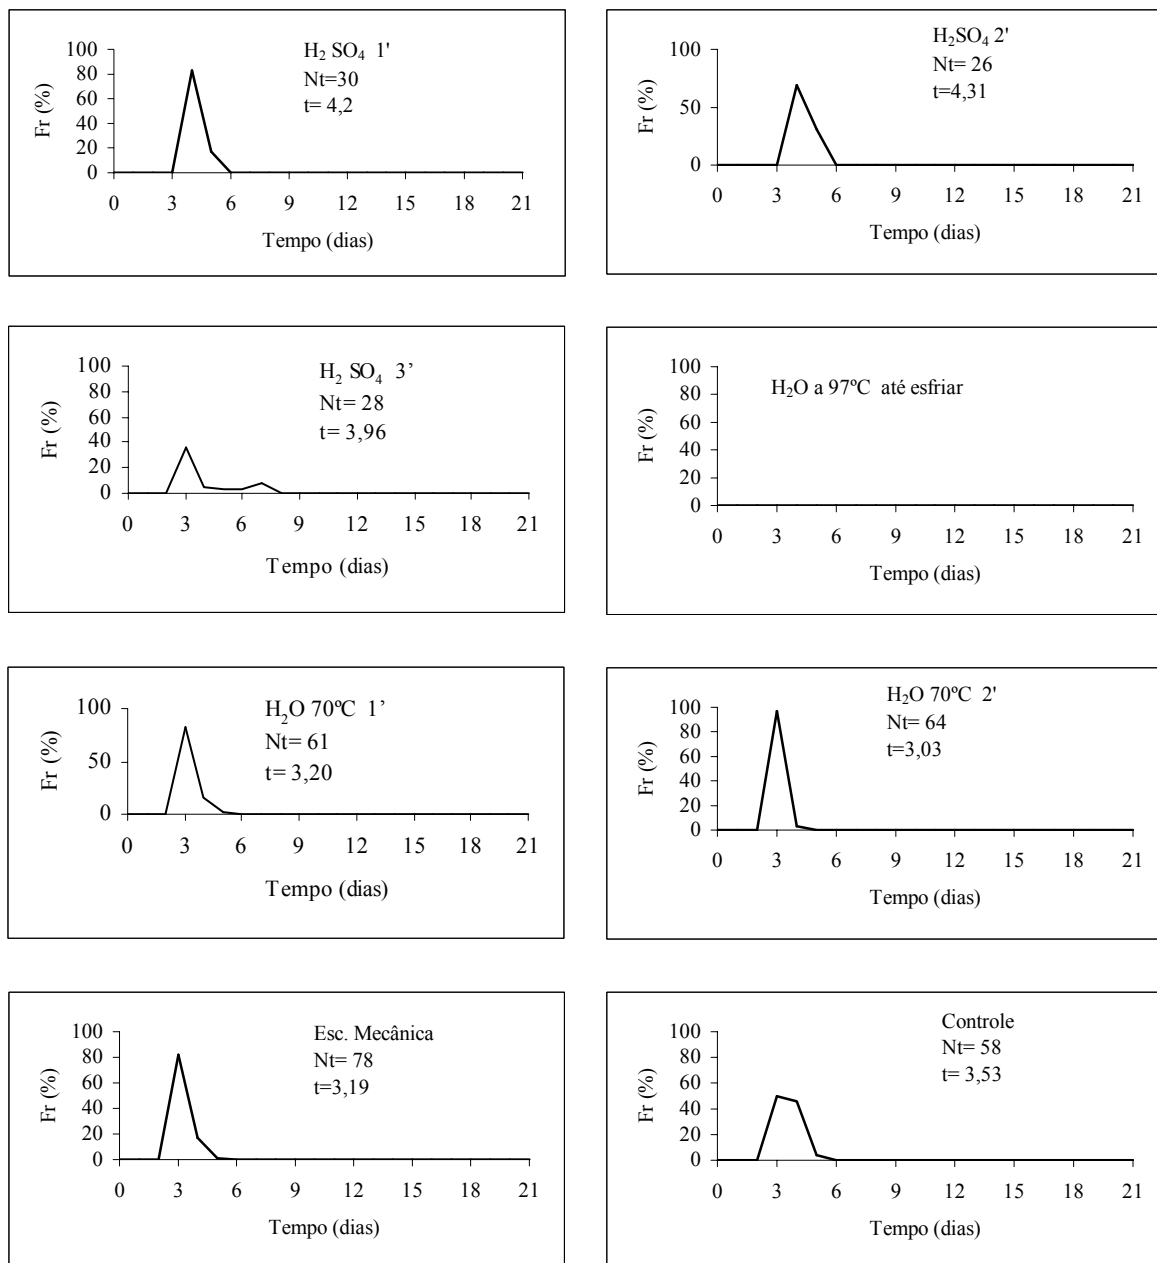 H₂ SO₄ 1'
Nt=30
t= 4,2
Fr (%)
100
80
60
40
20
0
0 3 6 9 12 15 18 21
Tempo (dias)
H₂SO₄ 2'
Nt= 26
t=4,31
Fr (%)
100
50
0
0 3 6 9 12 15 18 21
Tempo (dias)
H₂ SO₄ 3’
Nt= 28
t= 3,96
Fr (%)
100
80
60
40
20
0
0 3 6 9 12 15 18 21
Tempo (dias)
H₂O a 97ºC até esfriar
Fr (%)
100
80
60
40
20
0
0 3 6 9 12 15 18 21
Tempo (dias)
H₂O 70ºC 1’
Nt= 61
t= 3,20
Fr (%)
100
50
0
0 3 6 9 12 15 18 21
Tempo (dias)
H₂O 70ºC 2'
Nt= 64
t=3,03
Fr (%)
100
80
60
40
20
0
0 3 6 9 12 15 18 21
Tempo (dias)
Esc. Mecânica
Nt= 78
t=3,19
Fr (%)
100
80
60
40
20
0
0 3 6 9 12 15 18 21
Tempo (dias)
Controle
Nt= 58
t= 3,53
Fr (%)
100
80
60
40
20
0
0 3 6 9 12 15 18 21
Tempo (dias)